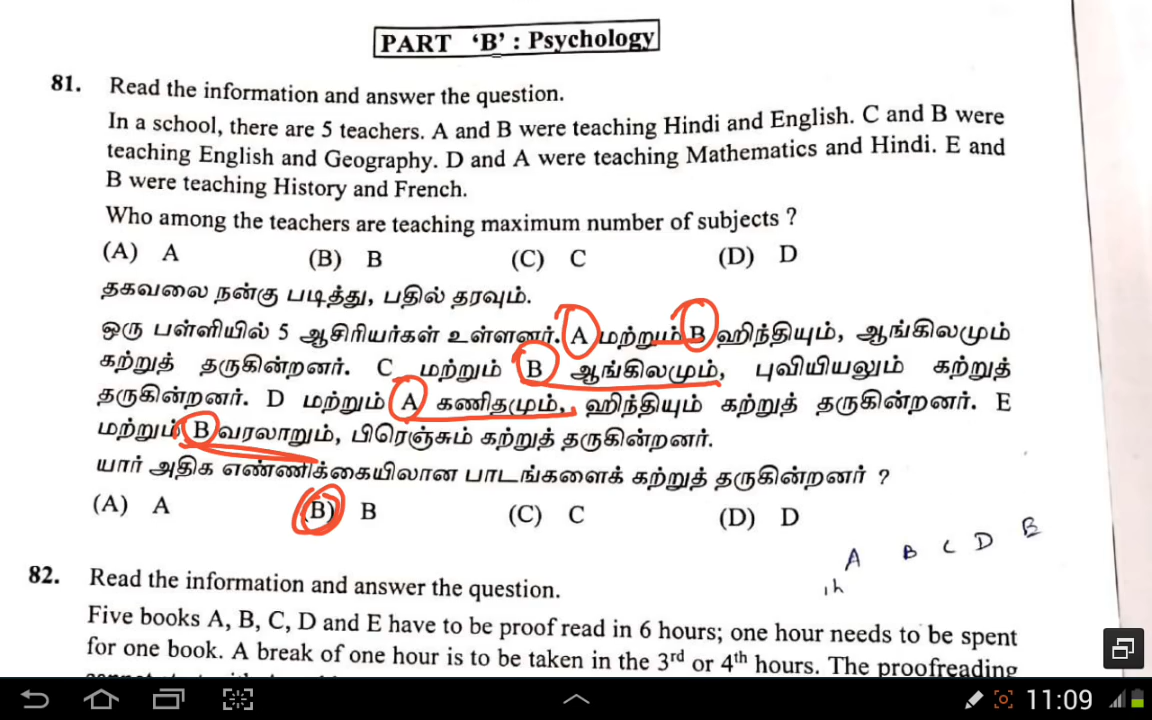 PART 'B' : Psychology
81. Read the information and answer the question.
In a school, there are 5 teachers. A and B were teaching Hindi and English. C and B were
teaching English and Geography. D and A were teaching Mathematics and Hindi. E and
B were teaching History and French.
Who among the teachers are teaching maximum number of subjects ?
(A) A (B) B (C) C (D) D
தகவலை நன்கு படித்து, பதில் தரவும்.
ஒரு பள்ளியில் 5 ஆசிரியர்கள் உள்ளனர். A மற்றும் B ஹிந்தியும், ஆங்கிலமும்
கற்றுத் தருகின்றனர். C மற்றும் B ஆங்கிலமும், புவியியலும் கற்றுத்
தருகின்றனர். D மற்றும் A கணிதமும், ஹிந்தியும் கற்றுத் தருகின்றனர். E
மற்றும் B வரலாறும், பிரெஞ்சும் கற்றுத் தருகின்றனர்.
யார் அதிக எண்ணிக்கையிலான பாடங்களைக் கற்றுத் தருகின்றனர் ?
(A) A (B) B (C) C (D) D
A B C D
1h
82. Read the information and answer the question.
Five books A, B, C, D and E have to be proof read in 6 hours; one hour needs to be spent
for one book. A break of one hour is to be taken in the 3rd or 4th hours. The proofreading
11:09